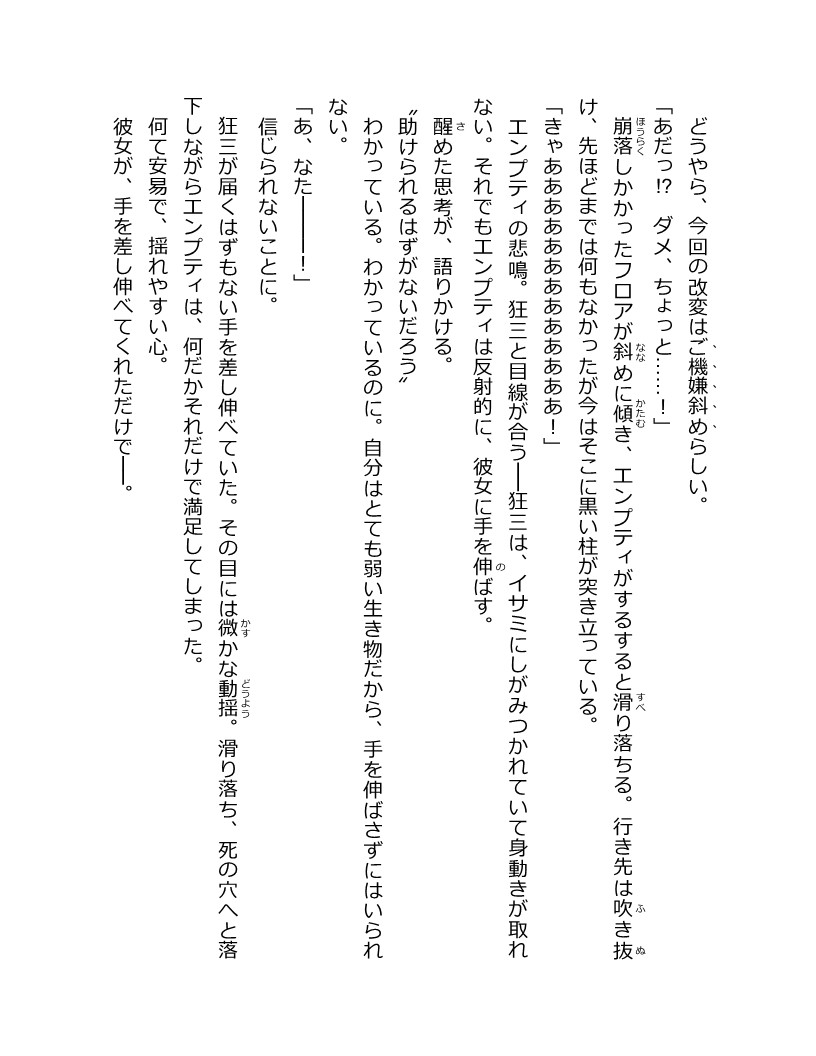 どうやら、今回の改変はご機嫌斜めらしい。
「あだっ!?　ダメ、ちょっと……！」
崩落しかかったフロアが斜めに傾き、エンプティがするすると滑り落ちる。行き先は吹き抜
け、先ほどまでは何もなかったが今はそこに黒い柱が突き立っている。
「きゃあああああああああああああ！」
エンプティの悲鳴。狂三と目線が合う――狂三は、イサミにしがみつかれていて身動きが取れ
ない。それでもエンプティは反射的に、彼女に手を伸ばす。
醒めた思考が、語りかける。
〝助けられるはずがないだろう〟
わかっている。わかっているのに。自分はとても弱い生き物だから、手を伸ばさずにはいられ
ない。
「あ、なた――――！」
信じられないことに。
狂三が届くはずもない手を差し伸べていた。その目には微かな動揺。滑り落ち、死の穴へと落
下しながらエンプティは、何だかそれだけで満足してしまった。
何て安易で、揺れやすい心。
彼女が、手を差し伸べてくれただけで――。